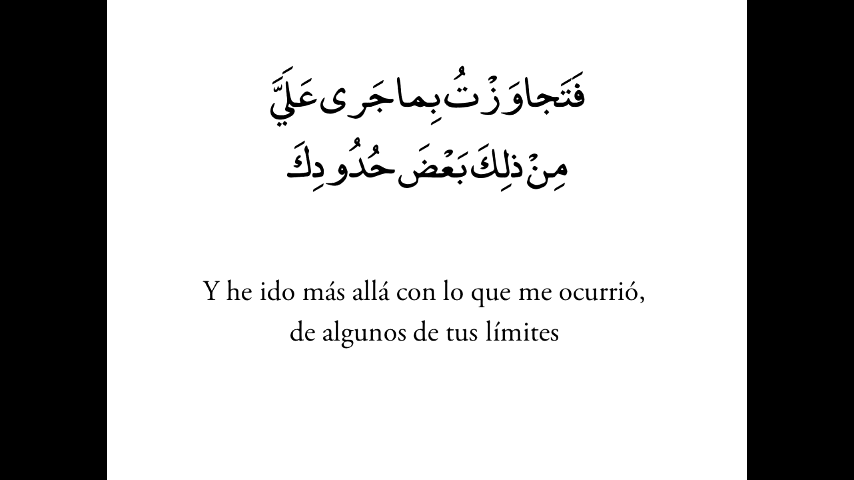 فَتَجاوَزْتُ بِما جَرى عَلَيَّ
مِنْ ذلِكَ بَعْضَ حُدُودِكَ
Y he ido más allá con lo que me ocurrió,
de algunos de tus límites